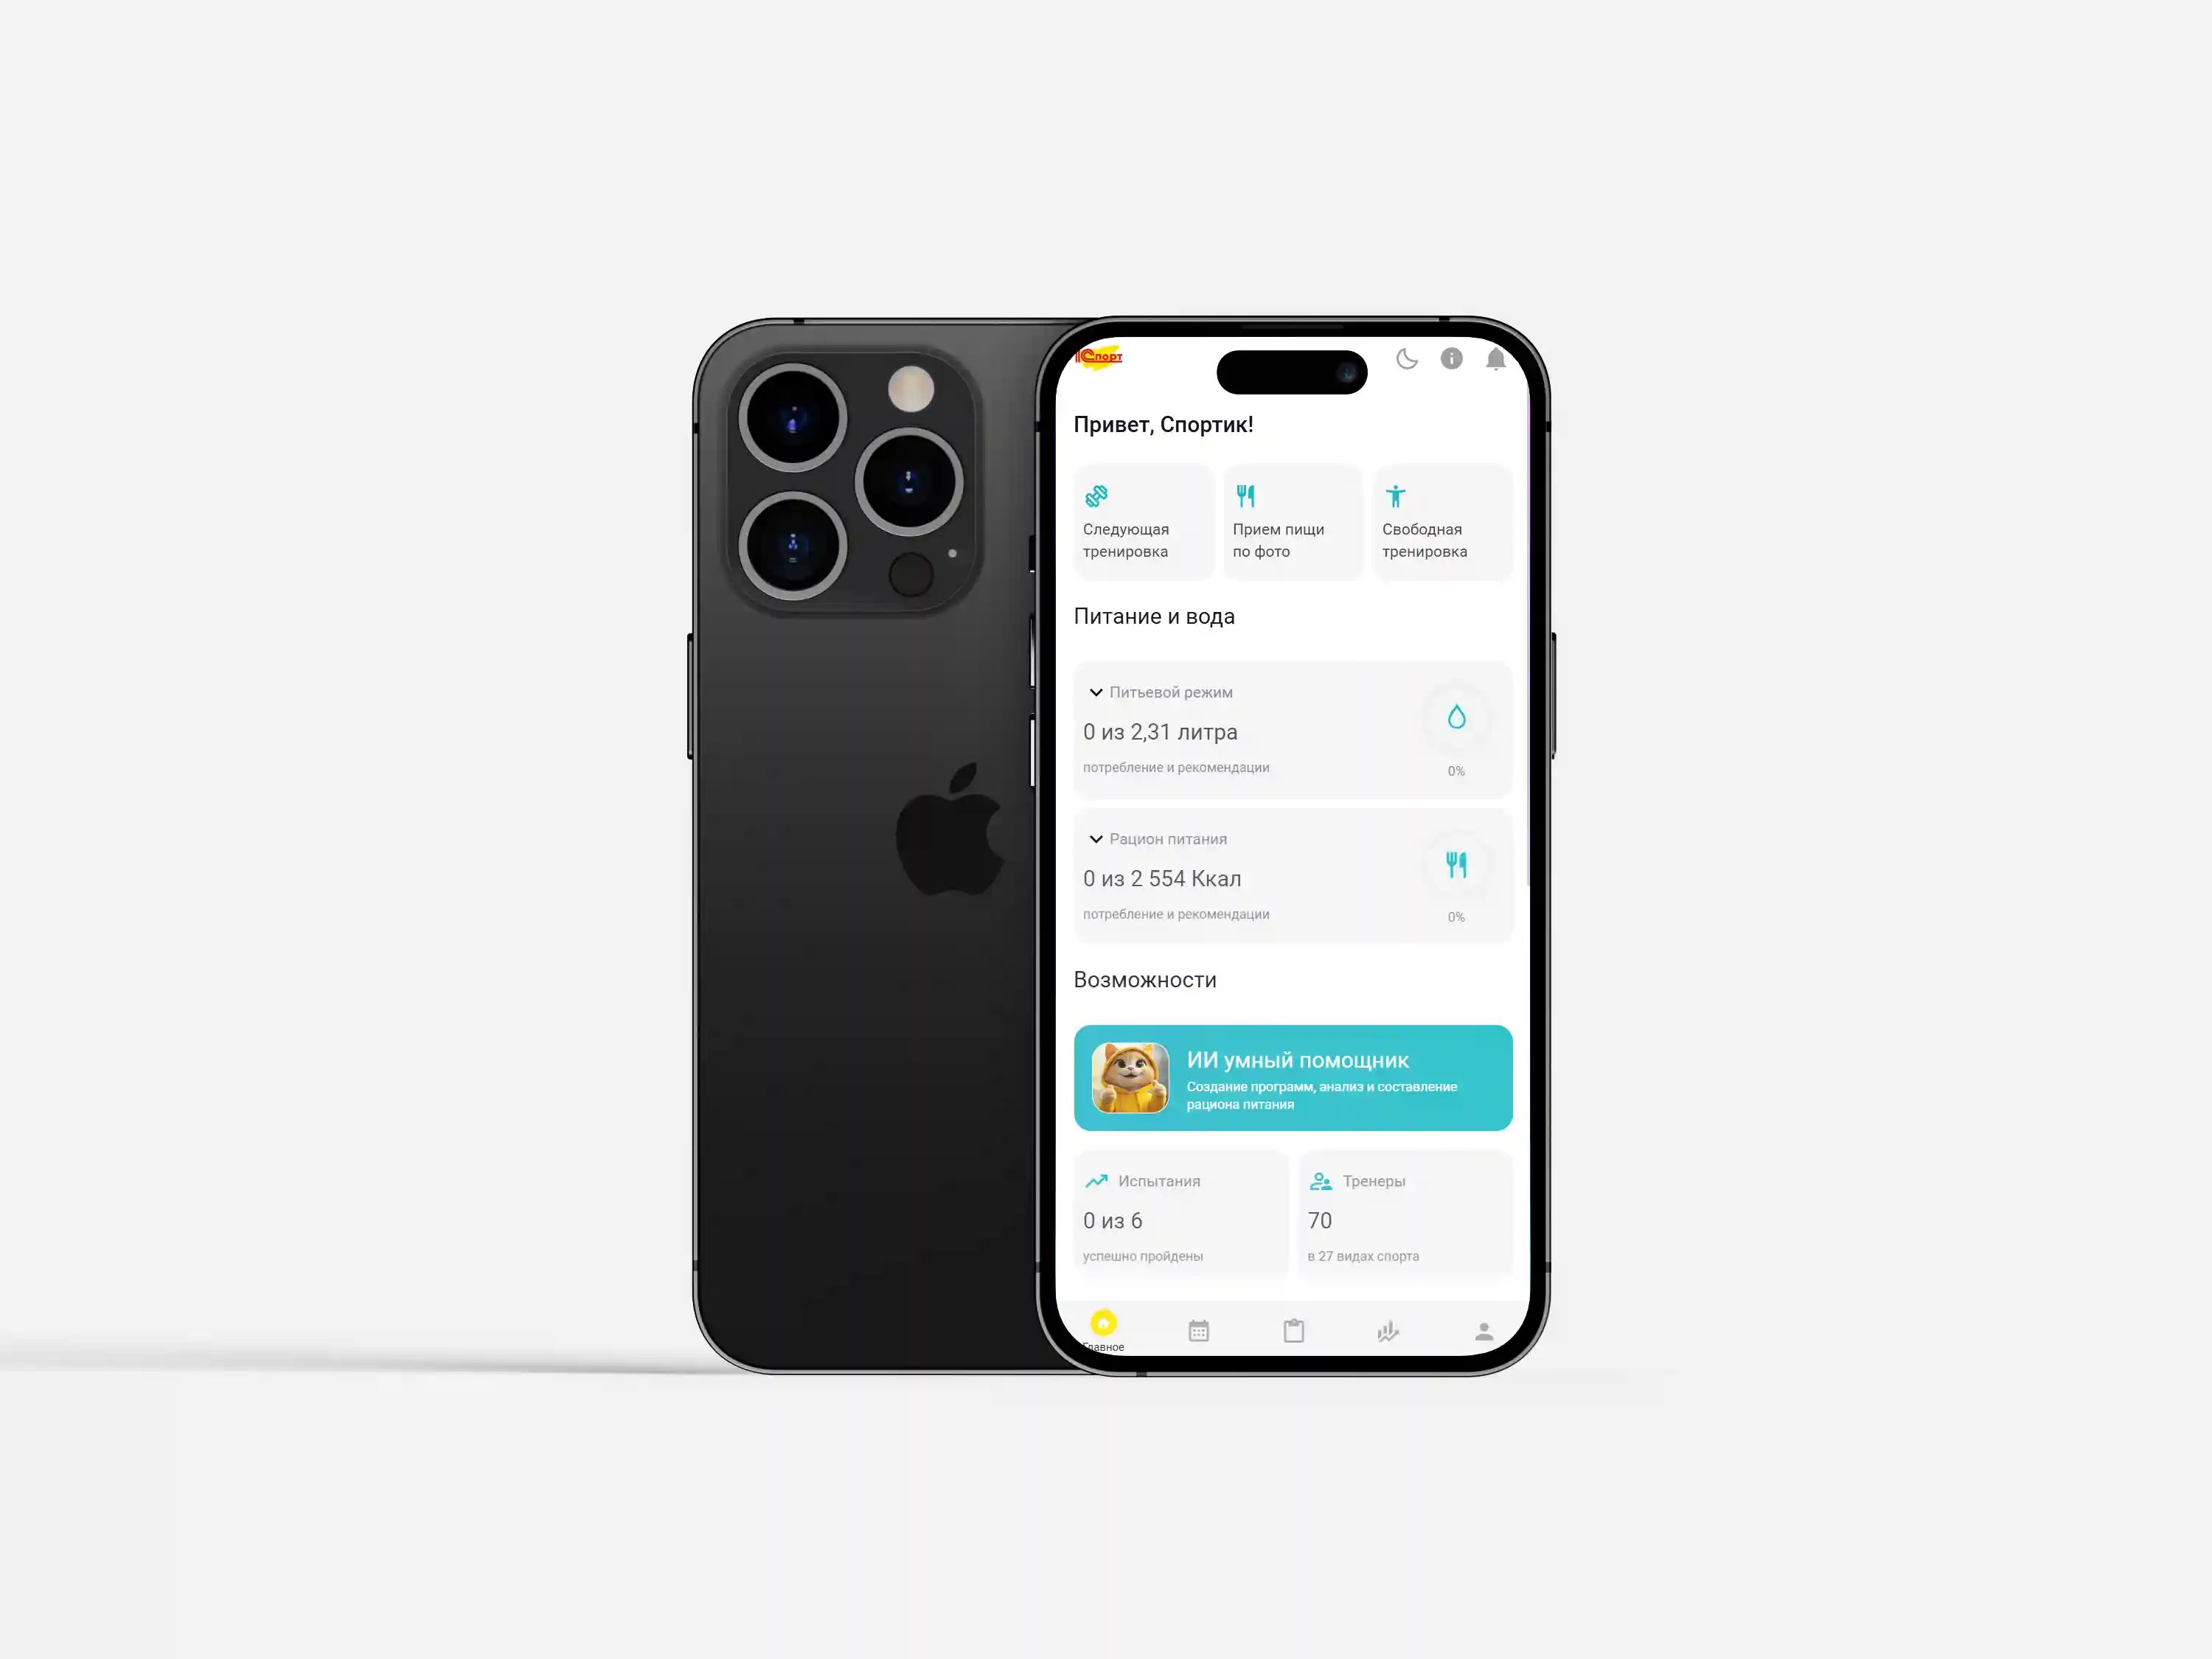 1Спорт
Привет, Спортик!
Следующая
тренировка
Прием пищи
по фото
Свободная
тренировка
Питание и вода
Питьевой режим
0 из 2,31 литра
потребление и рекомендации
0%
Рацион питания
0 из 2 554 Ккал
потребление и рекомендации
0%
Возможности
ИИ умный помощник
Создание программ, анализ и составление
рациона питания
Испытания
0 из 6
успешно пройдены
Тренеры
70
в 27 видах спорта
Главное